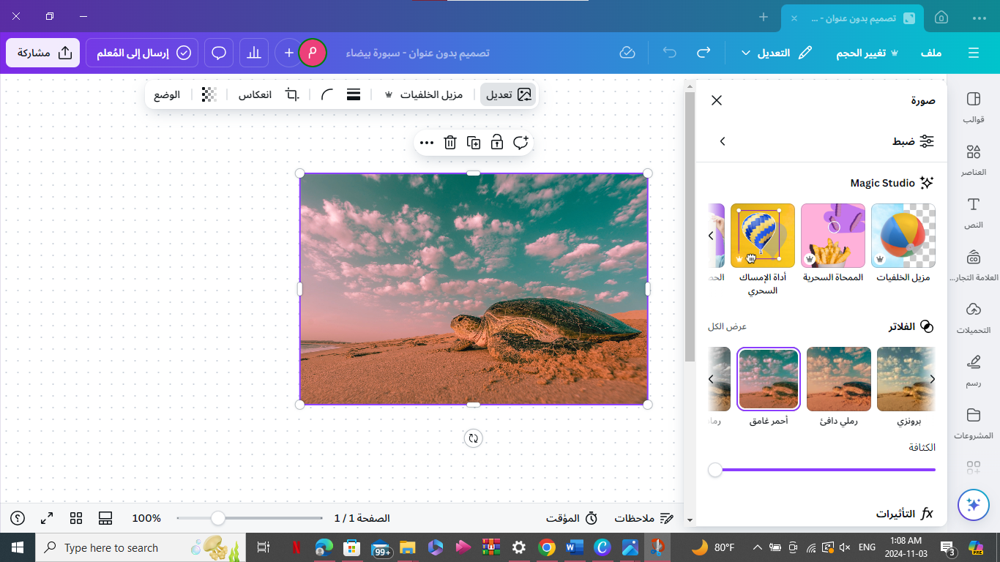 تصميم بدون عنوان - ...
ملف
تغيير الحجم
التعديل
تصميم بدون عنوان - سبورة بيضاء
إرسال إلى المُعلم
مشاركة
تعديل
مزيل الخلفيات
انعكاس
الوضع
صورة
ضبط
Magic Studio
مزيل الخلفيات
الممحاة السحرية
أداة الإمساك السحري
الفلاتر
عرض الكل
برونزي
رملي دافئ
أحمر غامق
الكثافة
التأثيرات
قوالب
العناصر
النص
العلامة التجار...
التحميلات
رسم
المشروعات
ملاحظات
المؤقت
الصفحة 1 / 1
100%
Type here to search
99+
80°F
ENG
1:08 AM
2024-11-03
3
PRE